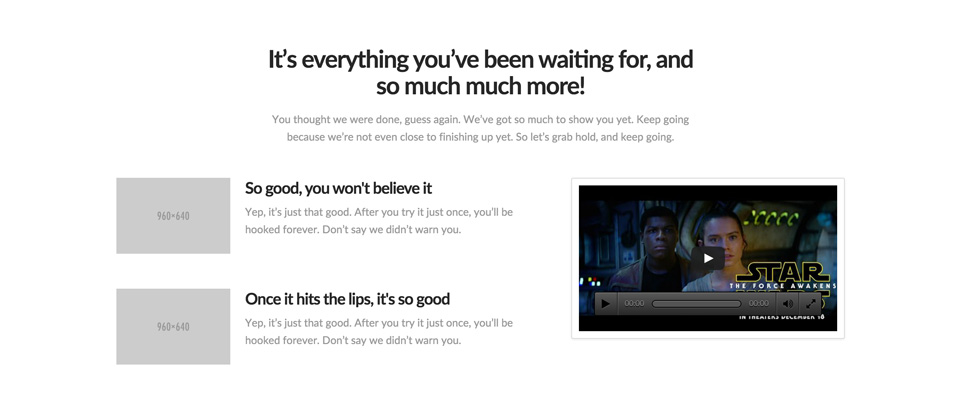 It’s everything you’ve been waiting for, and
so much much more!
You thought we were done, guess again. We’ve got so much to show you yet. Keep going
because we’re not even close to finishing up yet. So let’s grab hold, and keep going.
960×640
So good, you won't believe it
Yep, it’s just that good. After you try it just once, you’ll be
hooked forever. Don’t say we didn’t warn you.
960×640
Once it hits the lips, it's so good
Yep, it’s just that good. After you try it just once, you’ll be
hooked forever. Don’t say we didn’t warn you.
STAR
THE FORCE AWAKENS
00:00
00:00
IN THEATERS DECEMBER 18